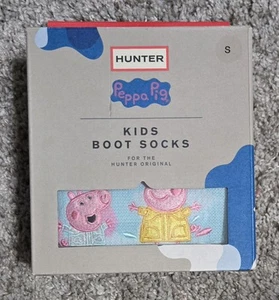 S
HUNTER
Peppa Pig
KIDS
BOOT SOCKS
FOR THE
HUNTER ORIGINAL